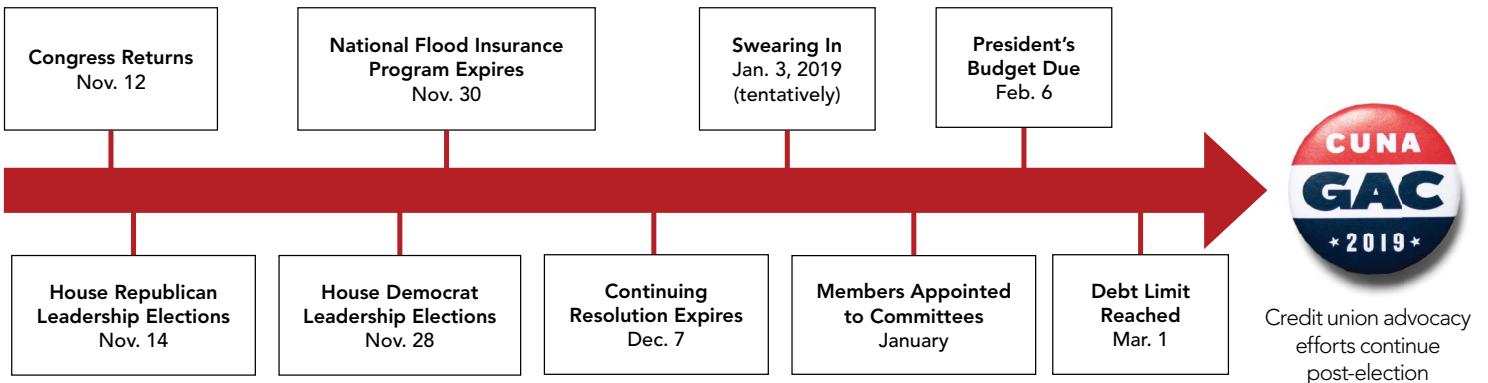 Congress Returns
Nov. 12
National Flood Insurance
Program Expires
Nov. 30
Swearing In
Jan. 3, 2019
(tentatively)
President’s
Budget Due
Feb. 6
House Republican
Leadership Elections
Nov. 14
House Democrat
Leadership Elections
Nov. 28
Continuing
Resolution Expires
Dec. 7
Members Appointed
to Committees
January
Debt Limit
Reached
Mar. 1
CUNA
GAC
★2019★
Credit union advocacy
efforts continue
post-election